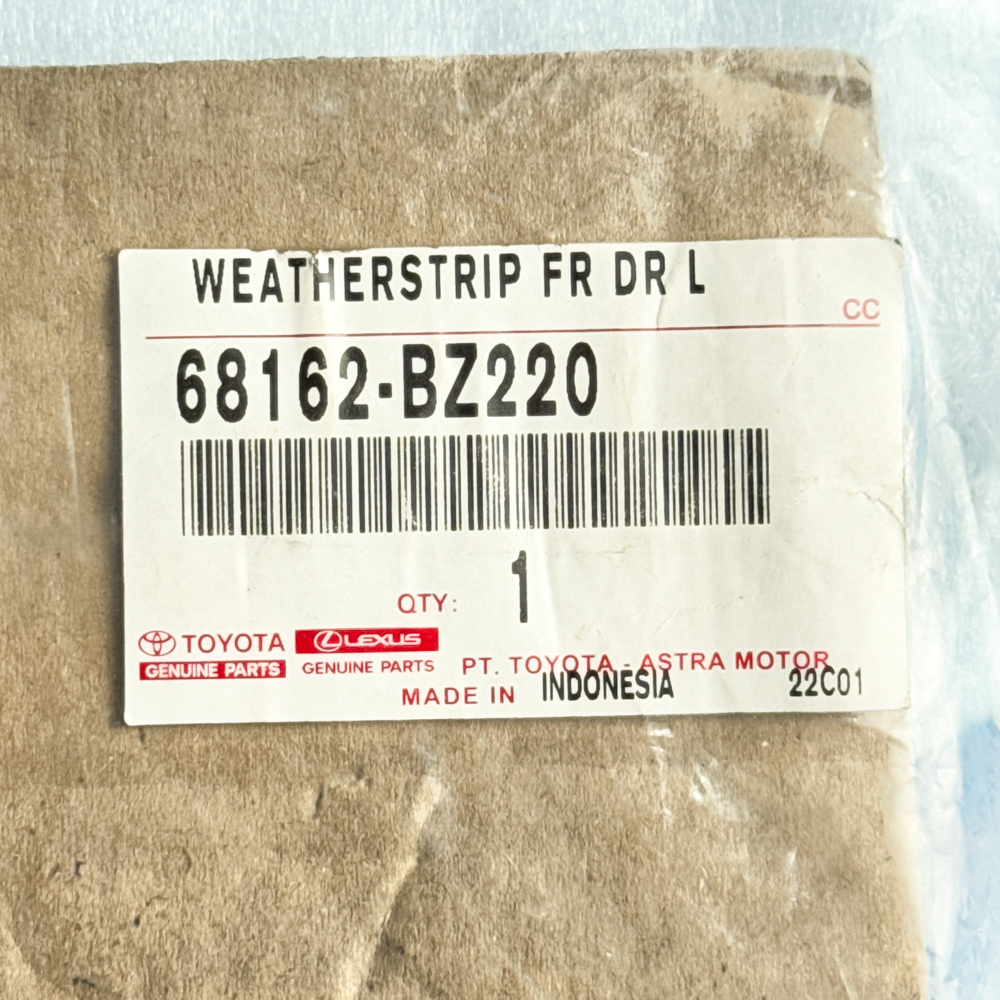 WEATHERSTRIP FR DR L
CC
68162-BZ220
QTY: 1
TOYOTA LEXUS
GENUINE PARTS GENUINE PARTS PT. TOYOTA - ASTRA MOTOR
MADE IN INDONESIA 22C01